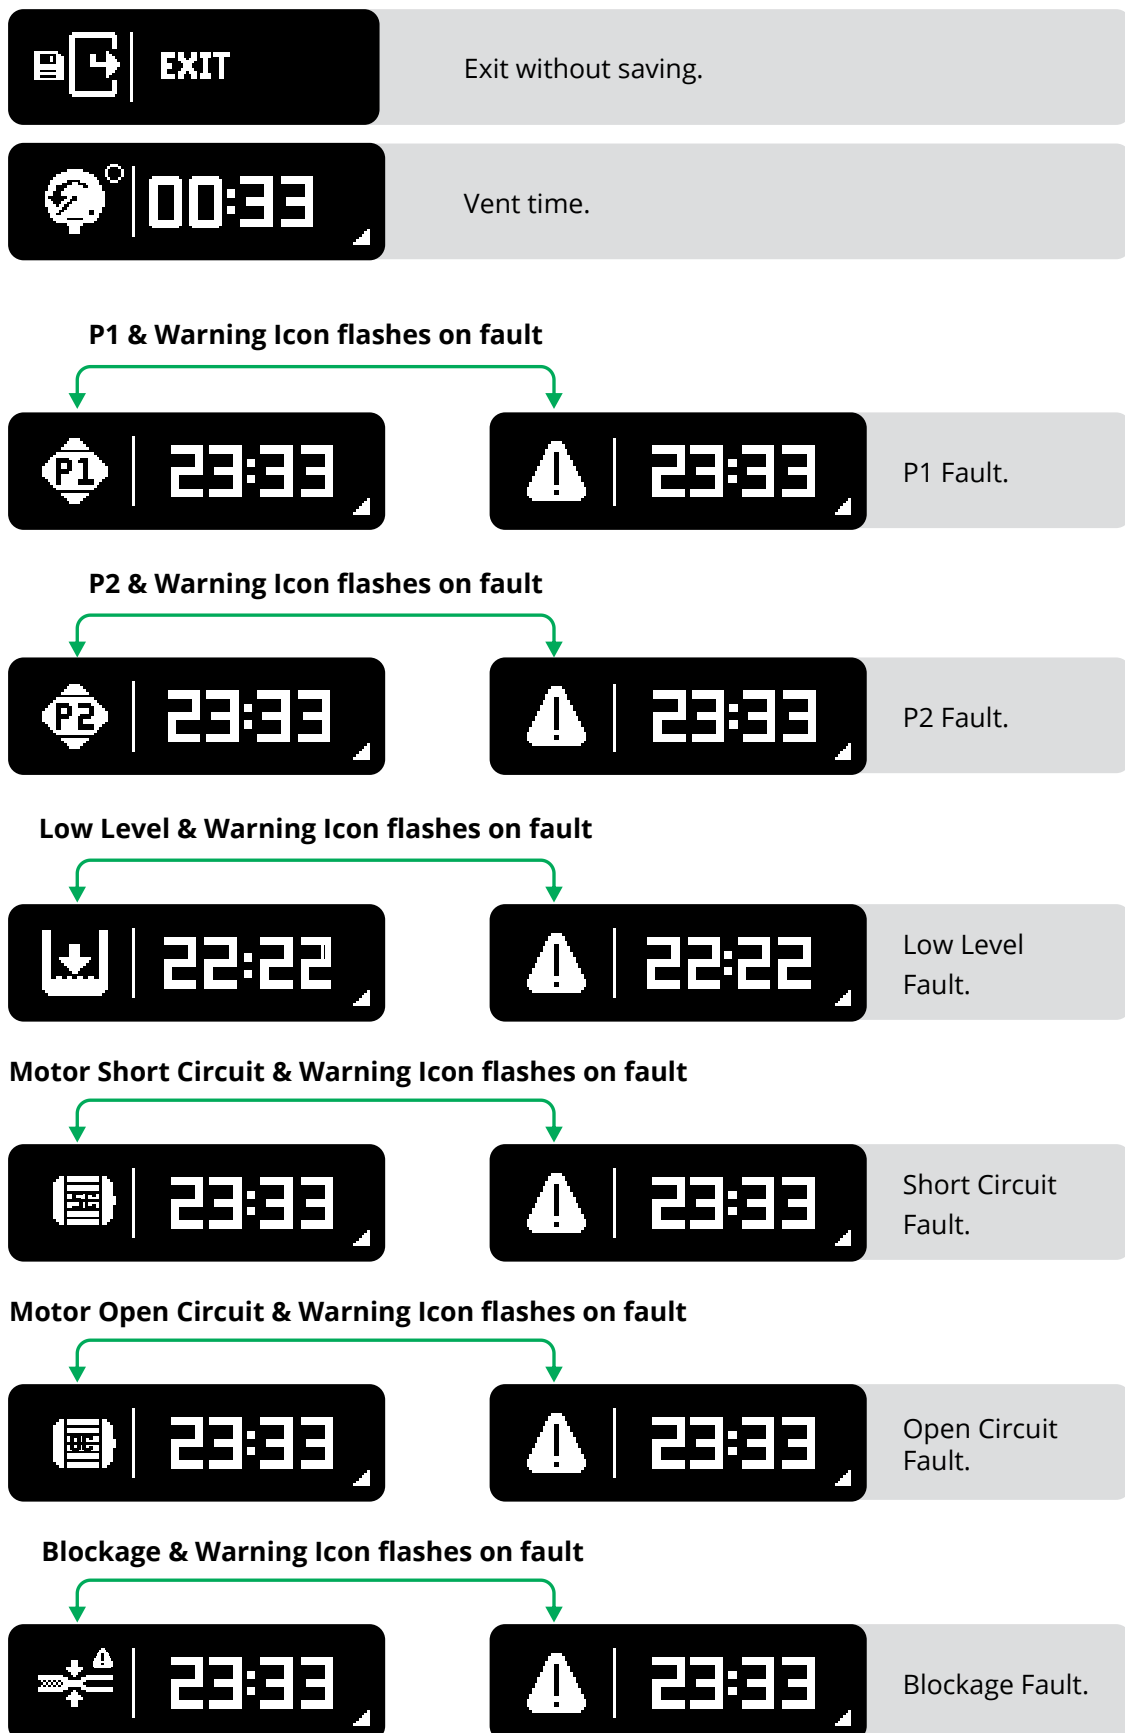 EXIT
Exit without saving.
00:33
Vent time.
P1 & Warning Icon flashes on fault
P1
23:33
23:33
P1 Fault.
P2 & Warning Icon flashes on fault
P2
23:33
23:33
P2 Fault.
Low Level & Warning Icon flashes on fault
22:22
22:22
Low Level
Fault.
Motor Short Circuit & Warning Icon flashes on fault
SC
23:33
23:33
Short Circuit
Fault.
Motor Open Circuit & Warning Icon flashes on fault
OC
23:33
23:33
Open Circuit
Fault.
Blockage & Warning Icon flashes on fault
23:33
23:33
Blockage Fault.